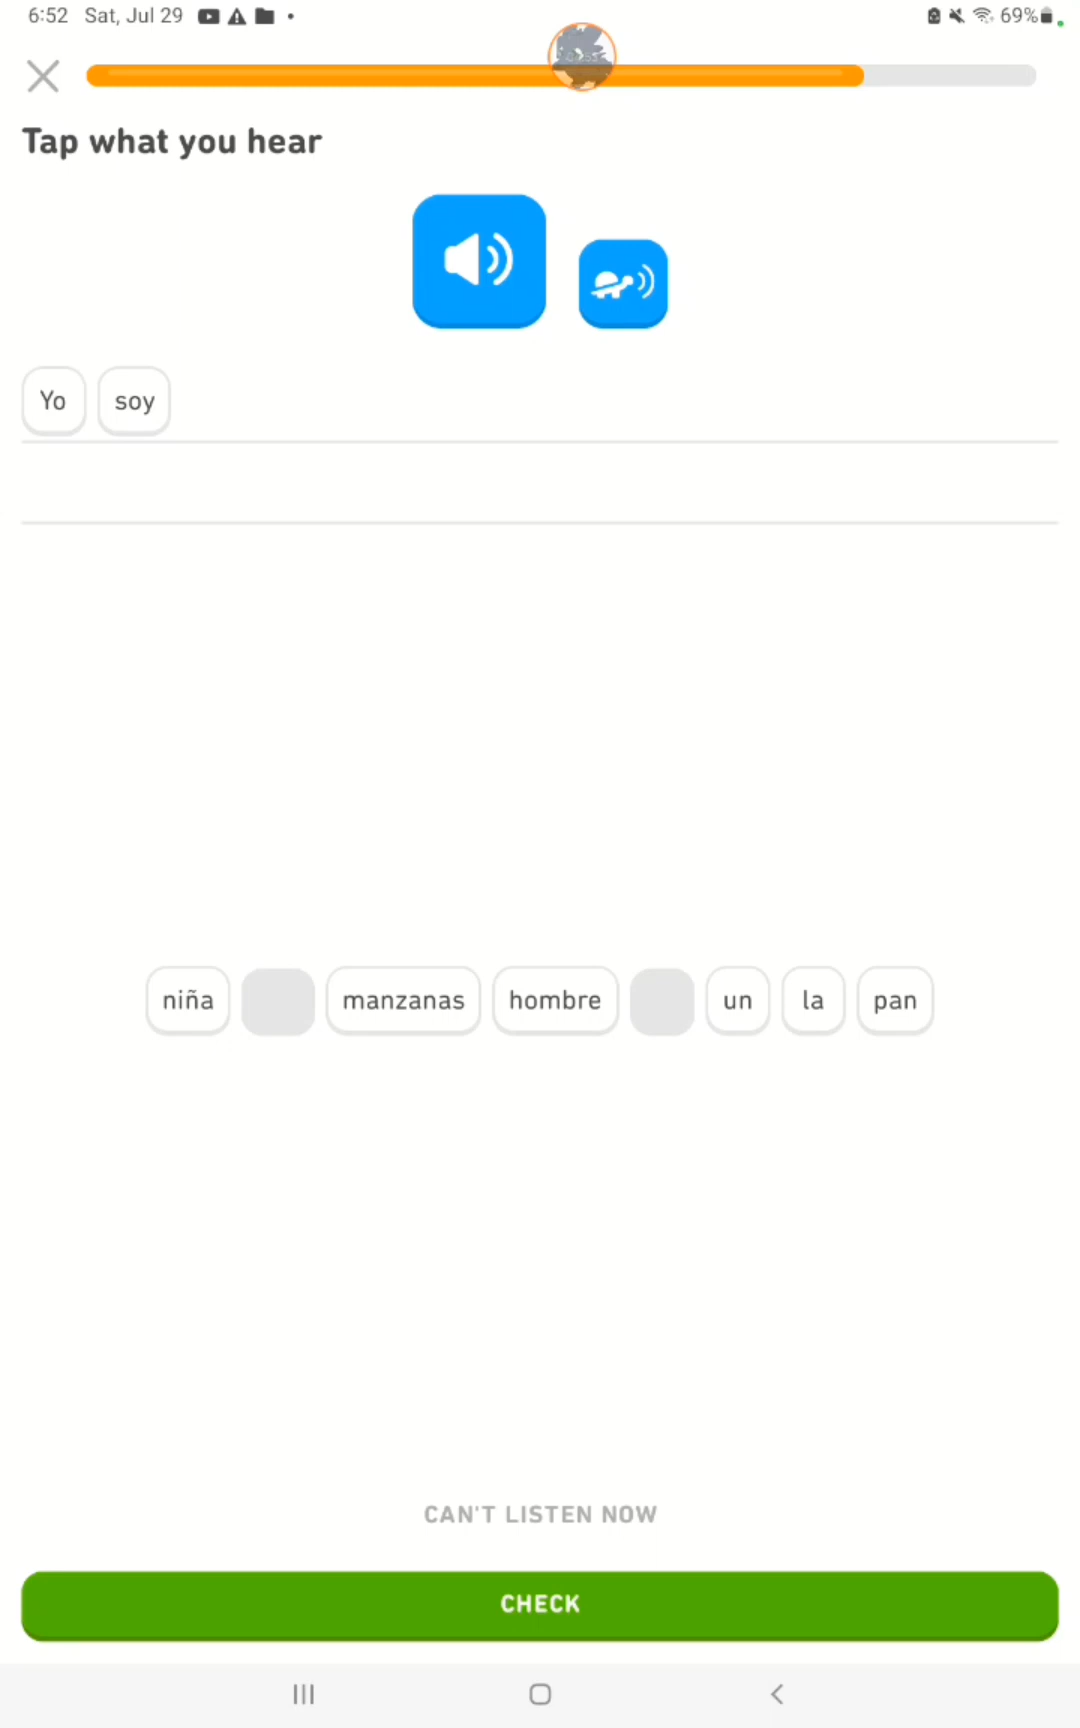 6:52 Sat, Jul 29 69%
Tap what you hear
Yo soy
niña manzanas hombre un la pan
CAN'T LISTEN NOW
CHECK